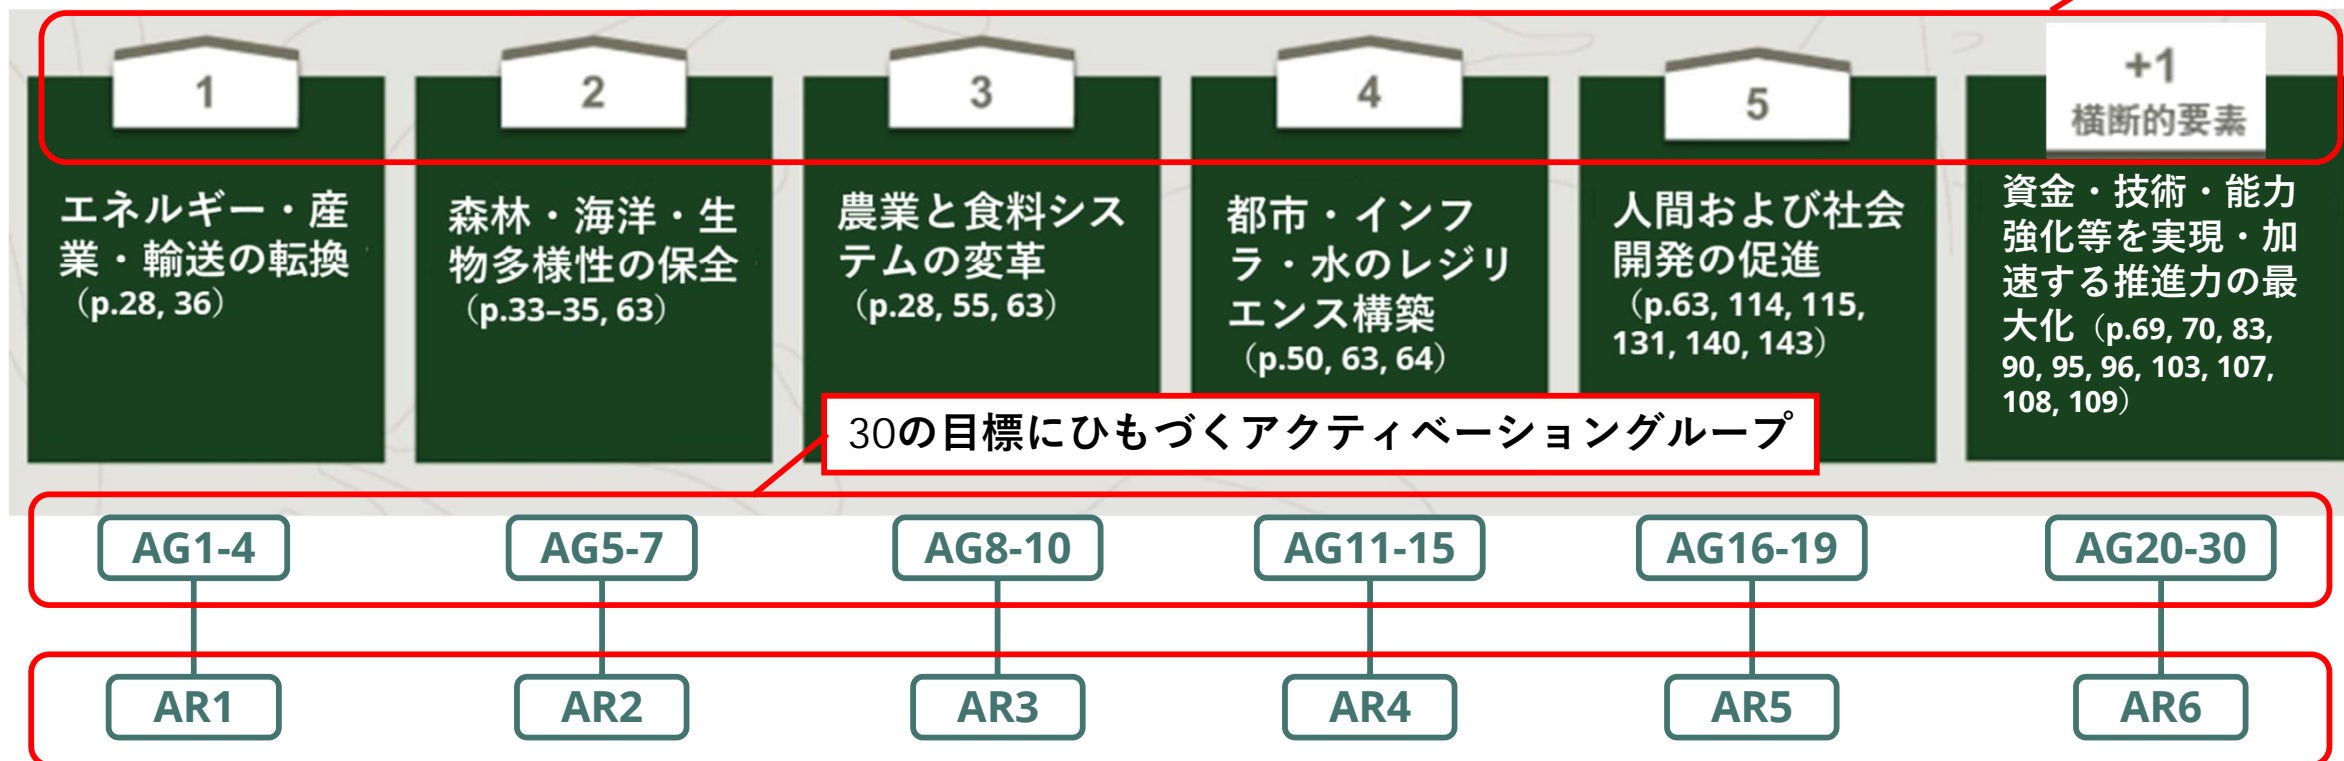 1
エネルギー・産
業・輸送の転換
（p.28, 36）
2
森林・海洋・生
物多様性の保全
（p.33–35, 63）
3
農業と食料シス
テムの変革
（p.28, 55, 63）
4
都市・インフ
ラ・水のレジリ
エンス構築
（p.50, 63, 64）
5
人間および社会
開発の促進
（p.63, 114, 115,
131, 140, 143）
+1
横断的要素
資金・技術・能力
強化等を実現・加
速する推進力の最
大化（p.69, 70, 83,
90, 95, 96, 103, 107,
108, 109）
30の目標にひもづくアクティベーショングループ
AG1-4
AG5-7
AG8-10
AG11-15
AG16-19
AG20-30
AR1
AR2
AR3
AR4
AR5
AR6